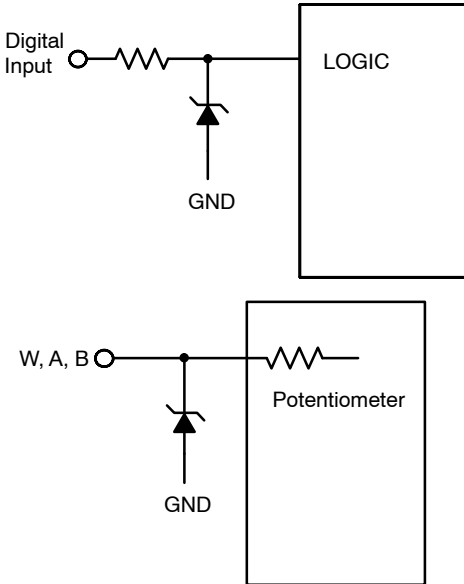 Digital
Input
LOGIC
GND
W, A, B
Potentiometer
GND